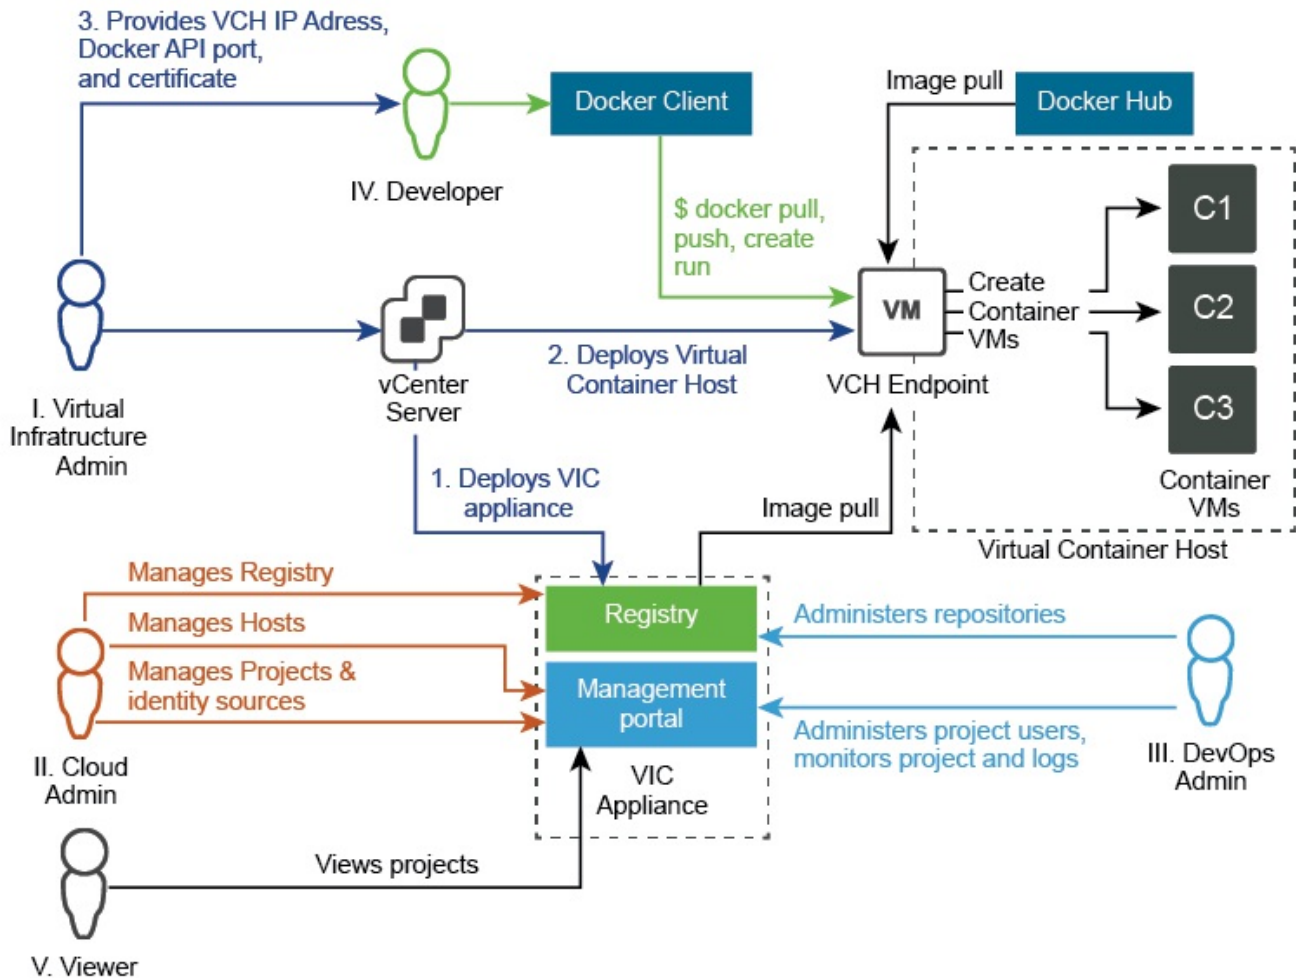 3. Provides VCH IP Adress,
Docker API port,
and certificate
Image pull
Docker Client
Docker Hub
IV. Developer
$ docker pull,
push, create
run
C1
VM
Create
Container
VMs
C2
2. Deploys Virtual
Container Host
VCH Endpoint
vCenter
Server
C3
I. Virtual
Infratructure
Admin
1. Deploys VIC
appliance
Image pull
Container
VMs
Virtual Container Host
Manages Registry
Registry
Administers repositories
Manages Hosts
Manages Projects &
identity sources
Management
portal
Administers project users,
monitors project and logs
II. Cloud
Admin
VIC
Appliance
III. DevOps
Admin
Views projects
V. Viewer